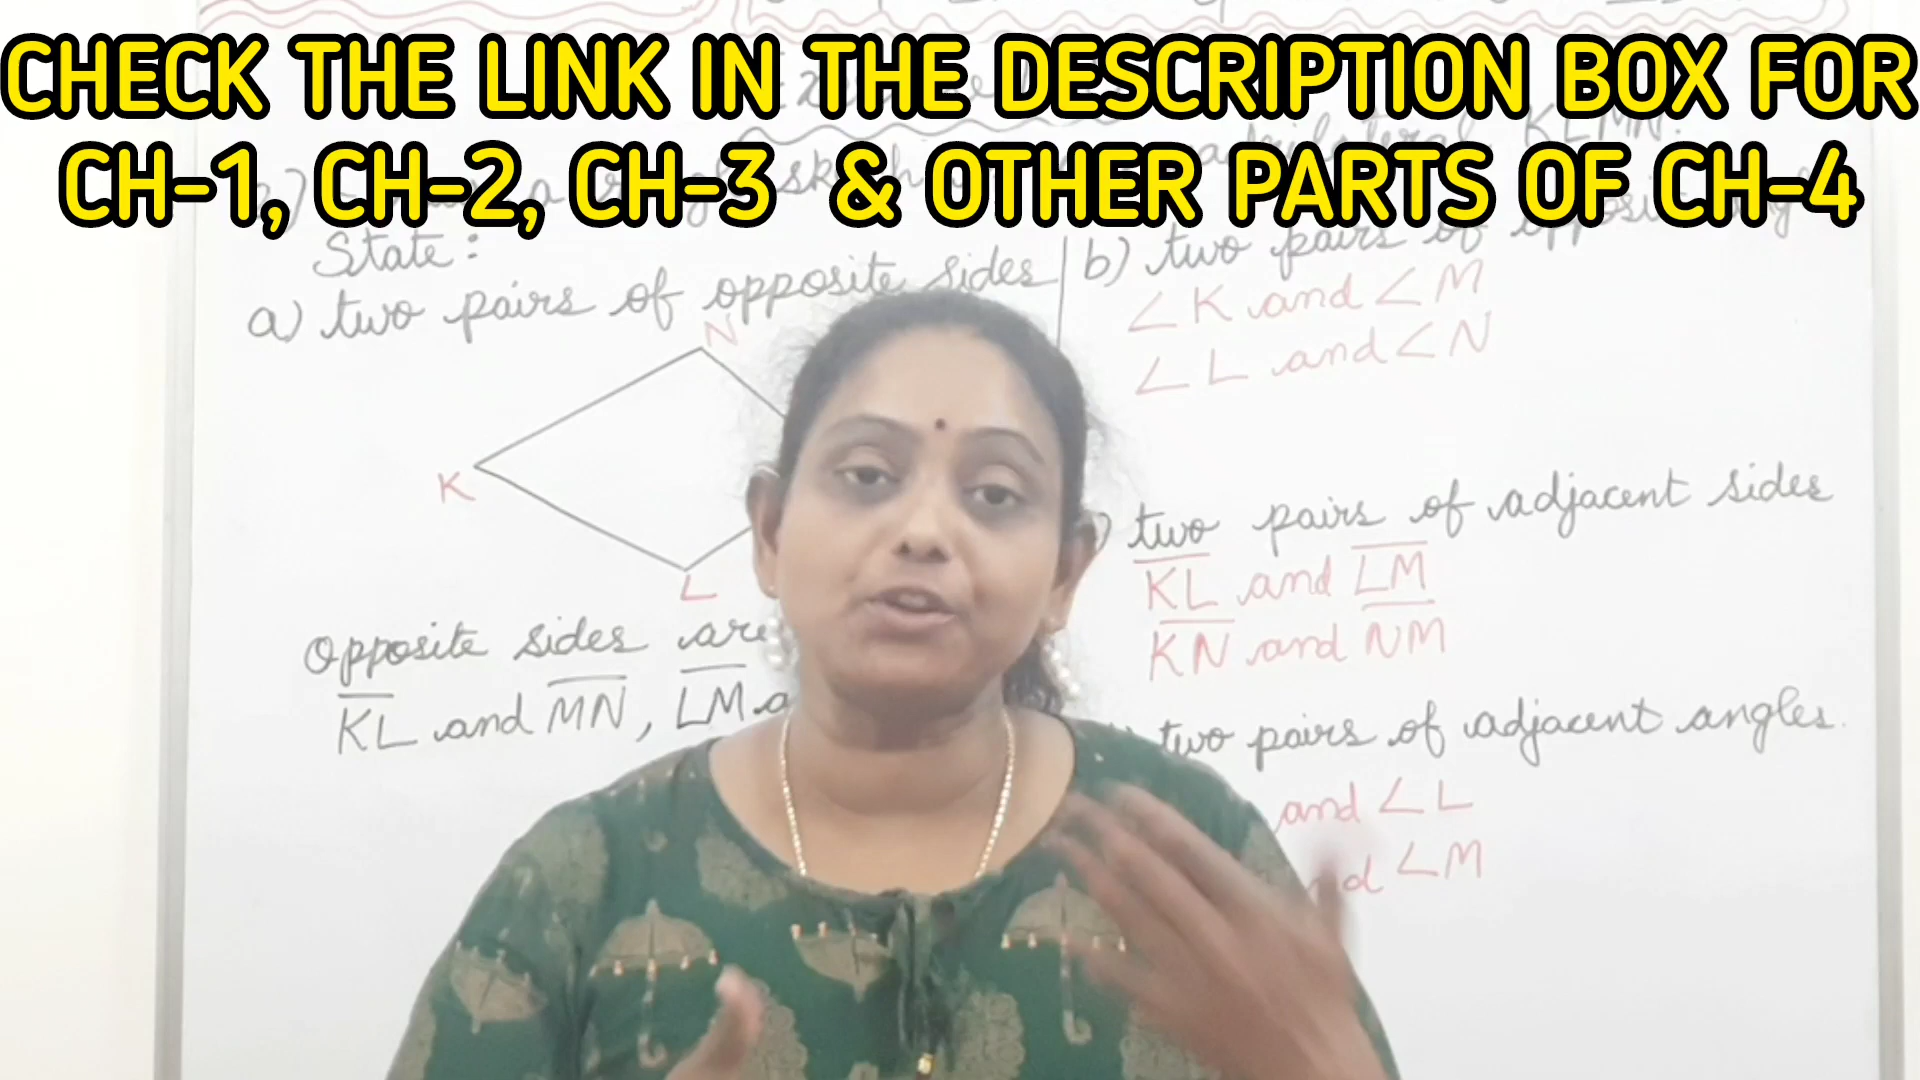 CHECK THE LINK IN THE DESCRIPTION BOX FOR
CH-1, CH-2, CH-3 & OTHER PARTS OF CH-4
KLMN.
State:
a) two pairs of opposite sides
N
K
L
Opposite sides are
KL and MN, LM
b) two pairs of
∠K and ∠M
∠L and ∠N
two pairs of adjacent sides
KL and LM
KN and NM
two pairs of adjacent angles.
and ∠L
∠M